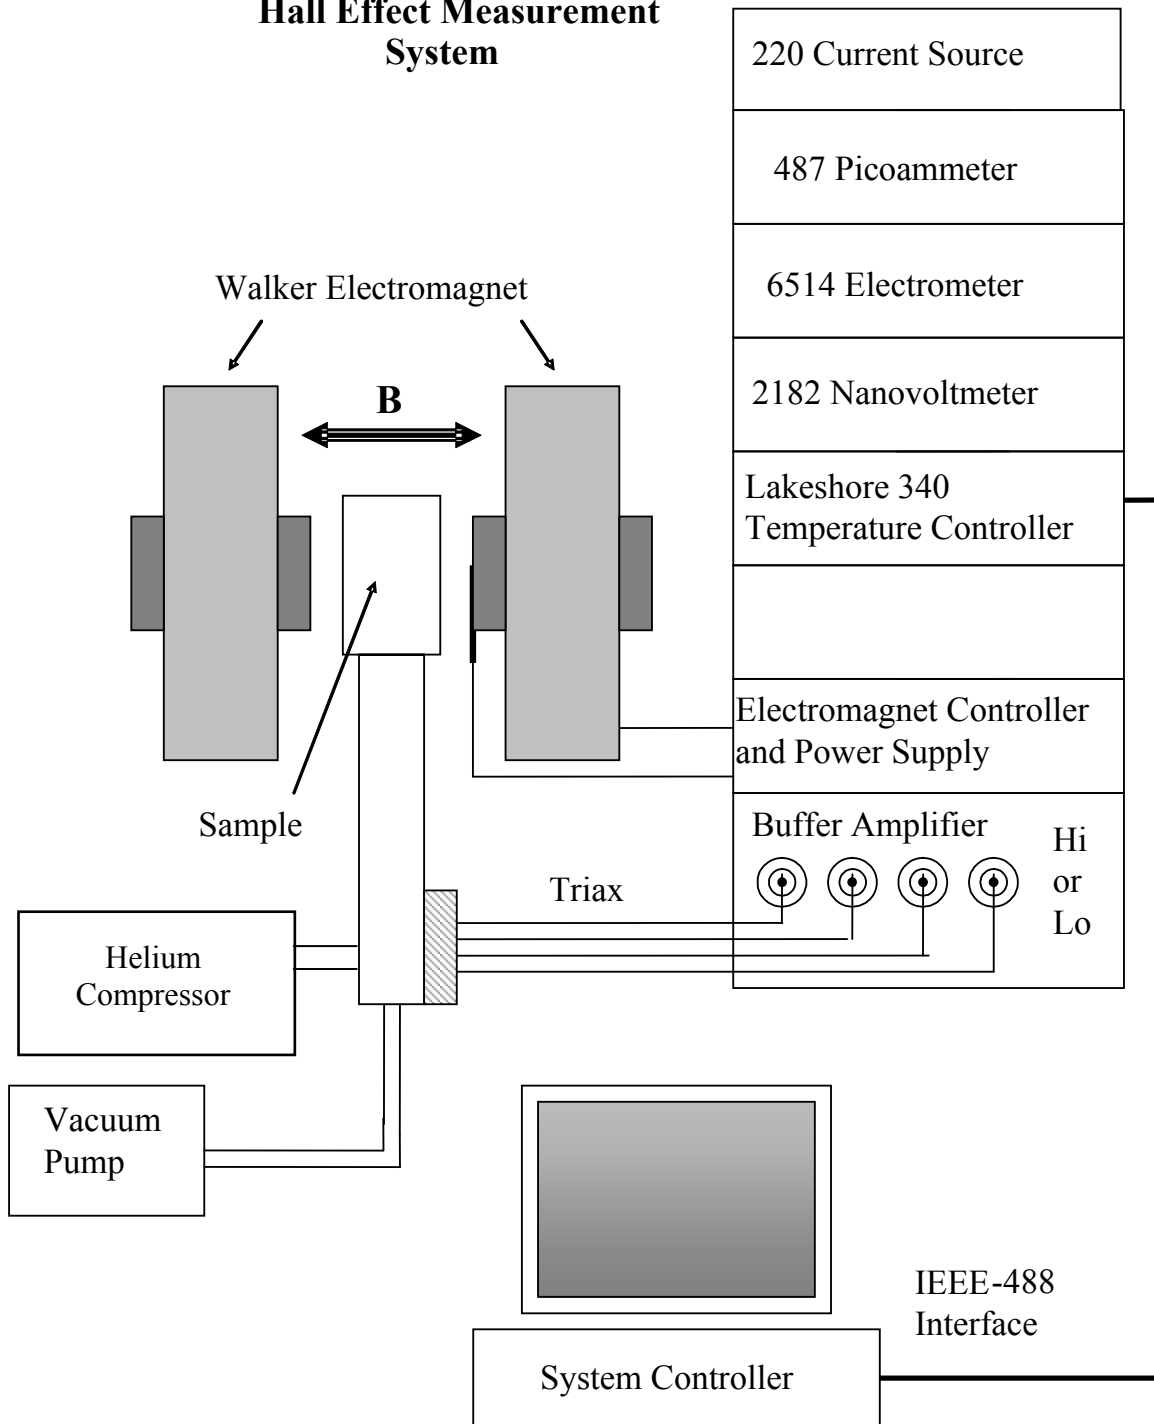 Hall Effect Measurement
System
220 Current Source
487 Picoammeter
6514 Electrometer
2182 Nanovoltmeter
Lakeshore 340
Temperature Controller
Electromagnet Controller
and Power Supply
Buffer Amplifier
Hi
or
Lo
Walker Electromagnet
B
Sample
Triax
Helium
Compressor
Vacuum
Pump
IEEE-488
Interface
System Controller